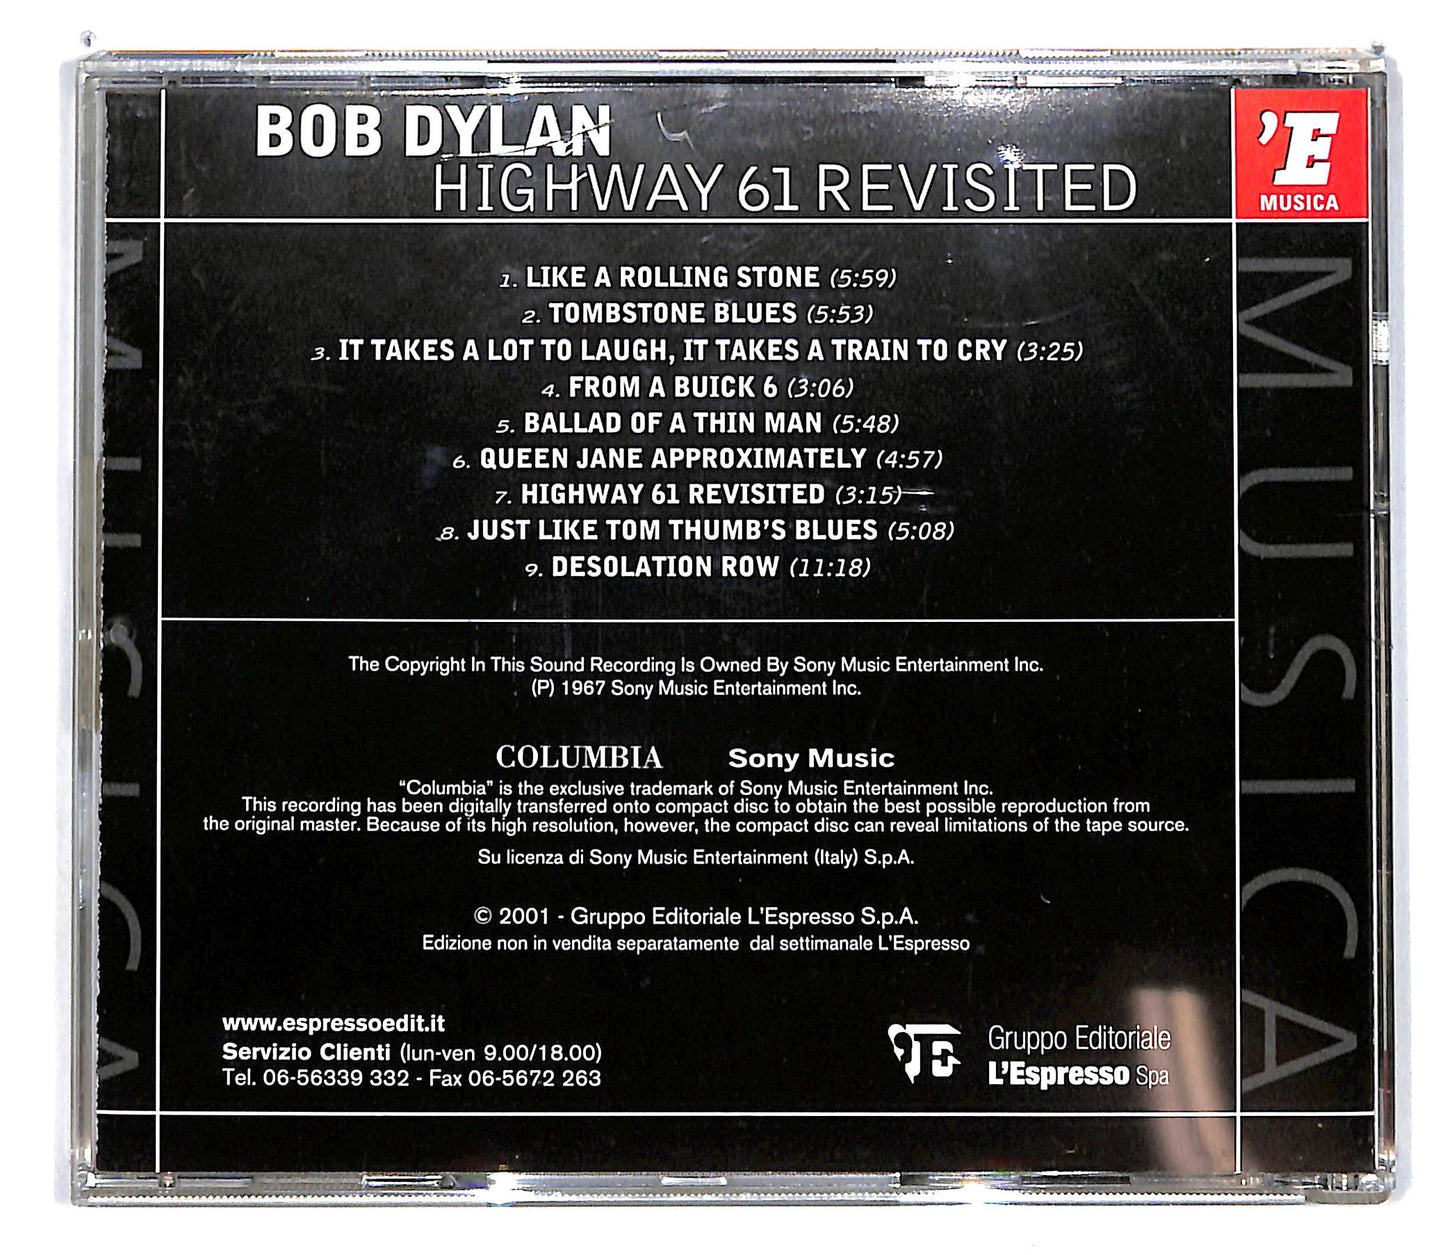 BOB DYLAN
HIGHWAY 61 REVISITED
'E
MUSICA
1. LIKE A ROLLING STONE (5:59)
2. TOMBSTONE BLUES (5:53)
3. IT TAKES A LOT TO LAUGH, IT TAKES A TRAIN TO CRY (3:25)
4. FROM A BUICK 6 (3:06)
5. BALLAD OF A THIN MAN (5:48)
6. QUEEN JANE APPROXIMATELY (4:57)
7. HIGHWAY 61 REVISITED (3:15)
8. JUST LIKE TOM THUMB'S BLUES (5:08)
9. DESOLATION ROW (11:18)
The Copyright In This Sound Recording Is Owned By Sony Music Entertainment Inc.
(P) 1967 Sony Music Entertainment Inc.
COLUMBIA Sony Music
"Columbia" is the exclusive trademark of Sony Music Entertainment Inc.
This recording has been digitally transferred onto compact disc to obtain the best possible reproduction from
the original master. Because of its high resolution, however, the compact disc can reveal limitations of the tape source.
Su licenza di Sony Music Entertainment (Italy) S.p.A.
© 2001 - Gruppo Editoriale L'Espresso S.p.A.
Edizione non in vendita separatamente dal settimanale L'Espresso
www.espressoedit.it
Servizio Clienti (lun-ven 9.00/18.00)
Tel. 06-56339 332 - Fax 06-5672 263
'E
Gruppo Editoriale
L'Espresso Spa
MUSICA
MUSICA